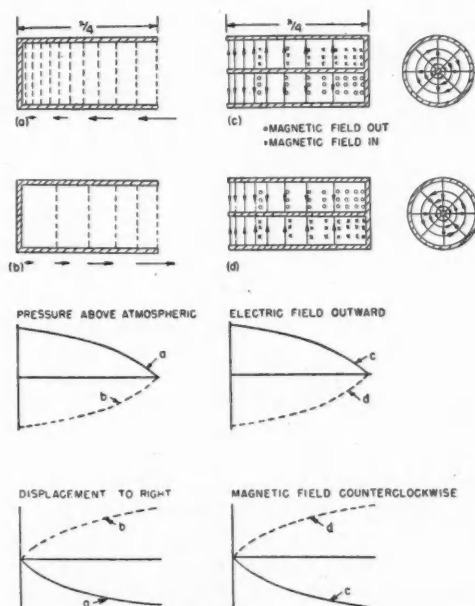 λ/4
λ/4
(a)
(c)
∘ MAGNETIC FIELD OUT
× MAGNETIC FIELD IN
(b)
(d)
PRESSURE ABOVE ATMOSPHERIC
ELECTRIC FIELD OUTWARD
a
b
c
d
DISPLACEMENT TO RIGHT
MAGNETIC FIELD COUNTERCLOCKWISE
b
a
d
c